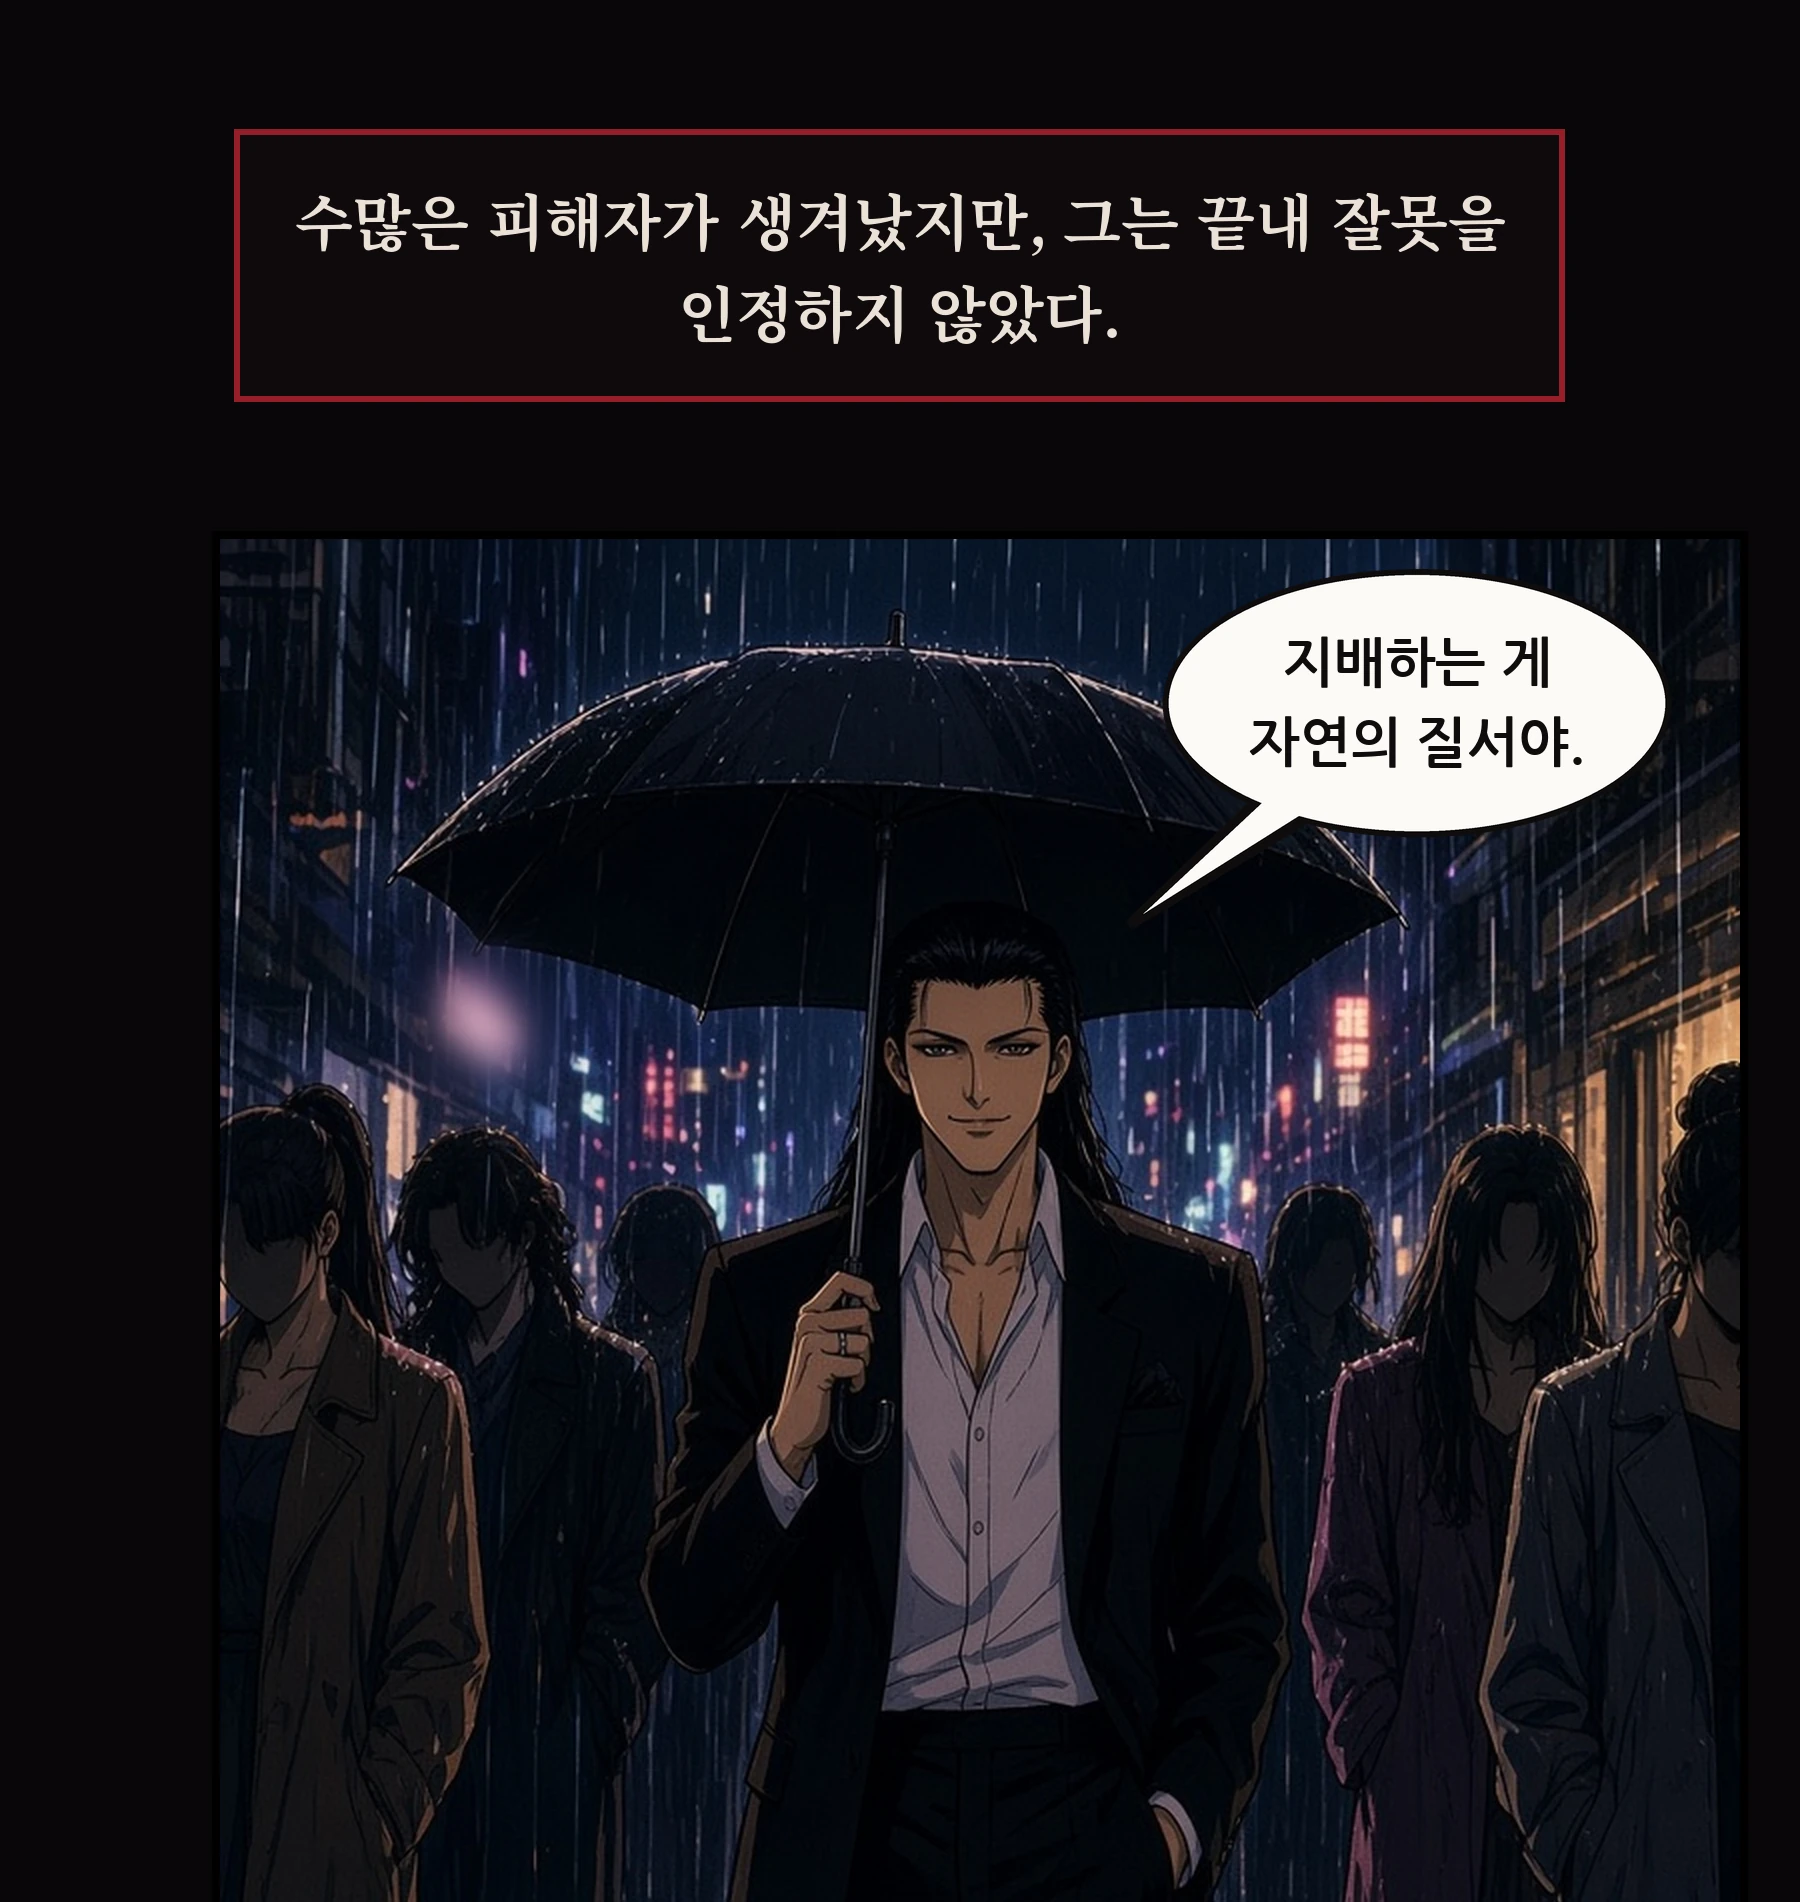 수많은 피해자가 생겨났지만, 그는 끝내 잘못을
인정하지 않았다.
지배하는 게
자연의 질서야.